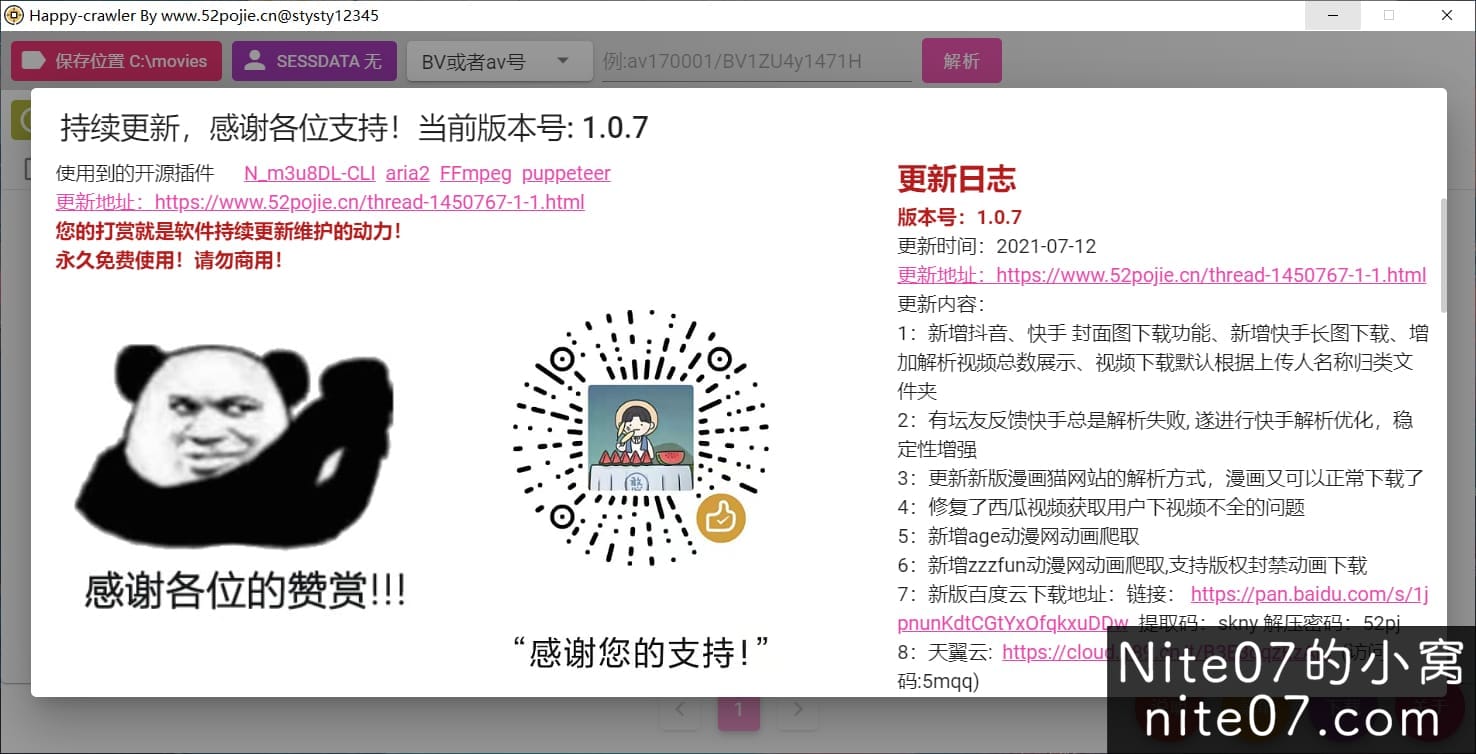 Happy-crawler By www.52pojie.cn@stysty12345
保存位置 C:\movies
SESSDATA 无
BV或者av号
例:av170001/BV1ZU4y1471H
解析
持续更新，感谢各位支持！当前版本号: 1.0.7
使用到的开源插件 N_m3u8DL-CLI aria2 FFmpeg puppeteer
更新地址：https://www.52pojie.cn/thread-1450767-1-1.html
您的打赏就是软件持续更新维护的动力！
永久免费使用！请勿商用！
感谢各位的赞赏!!!
敢
“感谢您的支持！”
更新日志
版本号：1.0.7
更新时间：2021-07-12
更新地址：https://www.52pojie.cn/thread-1450767-1-1.html
更新内容：
1：新增抖音、快手 封面图下载功能、新增快手长图下载、增
加解析视频总数展示、视频下载默认根据上传人名称归类文
件夹
2：有坛友反馈快手总是解析失败, 遂进行快手解析优化，稳
定性增强
3：更新新版漫画猫网站的解析方式，漫画又可以正常下载了
4：修复了西瓜视频获取用户下视频不全的问题
5：新增age动漫网动画爬取
6：新增zzzfun动漫网动画爬取,支持版权封禁动画下载
7：新版百度云下载地址：链接： https://pan.baidu.com/s/1j
pnunKdtCGtYxOfqkxuDDw 提取码：skny 解压密码：52pj
8：天翼云: https://cloud.
码:5mqq)
1
Nite07的小窝
nite07.com